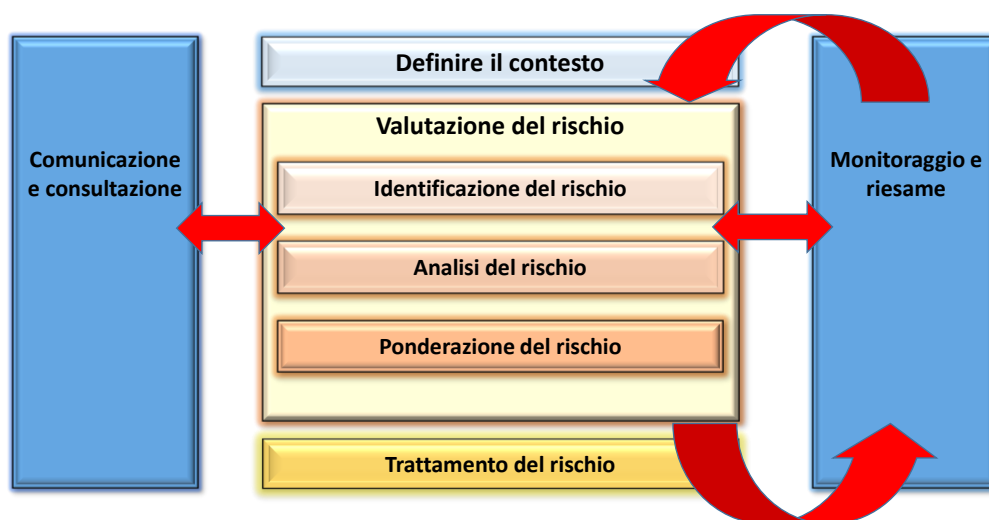 Definire il contesto
Valutazione del rischio
Comunicazione
e consultazione
Identificazione del rischio
Analisi del rischio
Ponderazione del rischio
Trattamento del rischio
Monitoraggio e
riesame